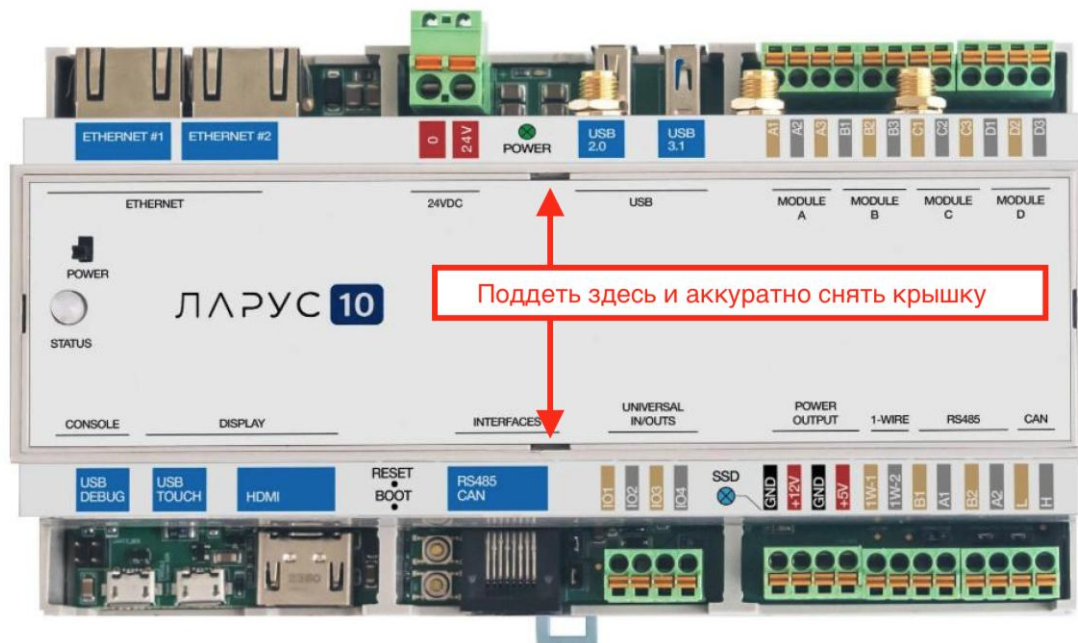 ETHERNET #1 ETHERNET #2 0 24V POWER USB 2.0 USB 3.1 A1 A2 A3 B1 B2 B3 C1 C2 C3 D1 D2 D3
ETHERNET 24VDC USB MODULE A MODULE B MODULE C MODULE D
POWER
Поддеть здесь и аккуратно снять крышку
ЛАРУС 10
STATUS
CONSOLE DISPLAY INTERFACES UNIVERSAL IN/OUTS POWER OUTPUT 1-WIRE RS485 CAN
USB DEBUG USB TOUCH HDMI RESET BOOT RS485 CAN IO1 IO2 IO3 IO4 SSD GND +12V GND +5V 1W-1 1W-2 B1 A1 B2 A2 L H